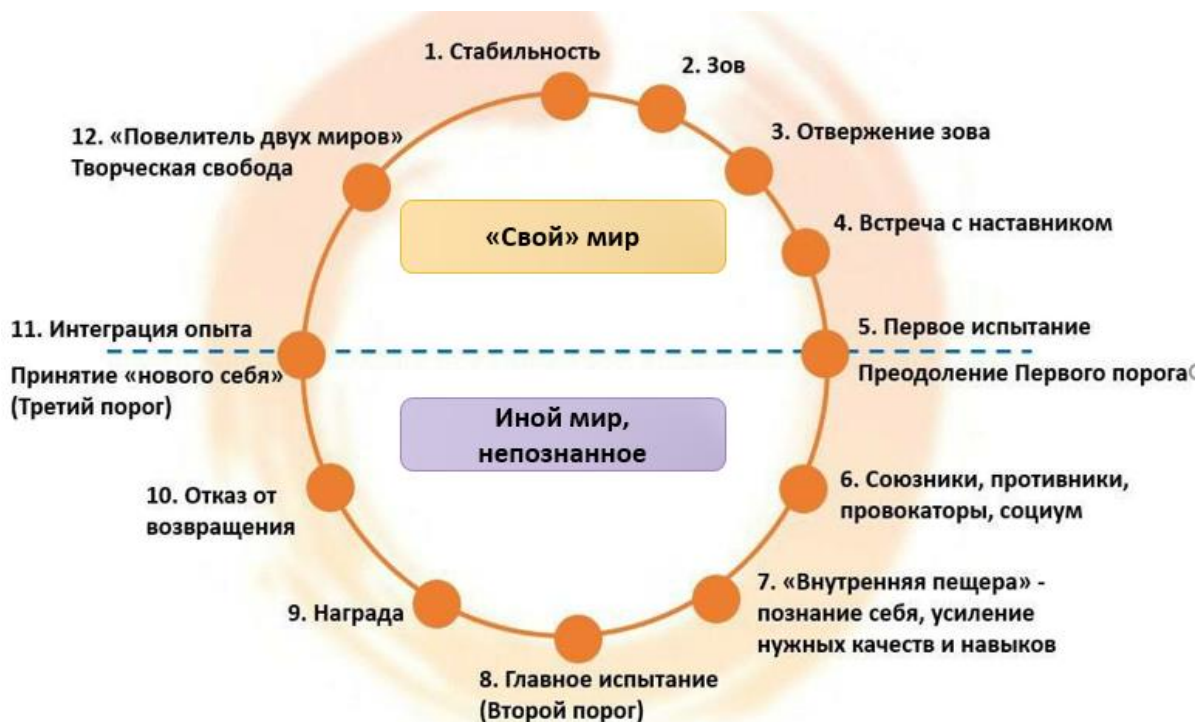 1. Стабильность
2. Зов
3. Отвержение зова
4. Встреча с наставником
5. Первое испытание
Преодоление Первого порога
6. Союзники, противники,
провокаторы, социум
7. «Внутренняя пещера» -
познание себя, усиление
нужных качеств и навыков
8. Главное испытание
(Второй порог)
9. Награда
10. Отказ от
возвращения
11. Интеграция опыта
Принятие «нового себя»
(Третий порог)
12. «Повелитель двух миров»
Творческая свобода
«Свой» мир
Иной мир,
непознанное